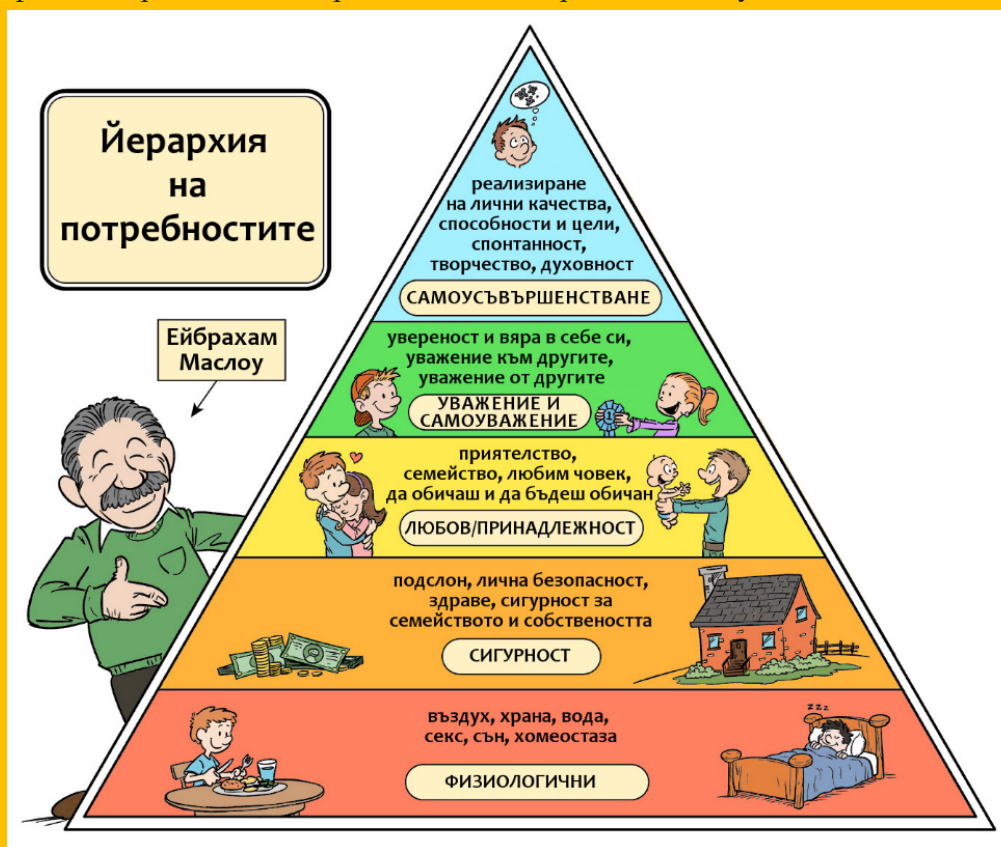 Йерархия
на
потребностите
Ейбрахам
Маслоу
реализиране
на лични качества,
способности и цели,
спонтанност,
творчество, духовност
САМОУСЪВЪРШЕНСТВАНЕ
увереност и вяра в себе си,
уважение към другите,
уважение от другите
УВАЖЕНИЕ И
САМОУВАЖЕНИЕ
1
приятелство,
семейство, любим човек,
да обичаш и да бъдеш обичан
ЛЮБОВ/ПРИНАДЛЕЖНОСТ
подслон, лична безопасност,
здраве, сигурност за
семейството и собствеността
СИГУРНОСТ
въздух, храна, вода,
секс, сън, хомеостаза
ФИЗИОЛОГИЧНИ
zzz